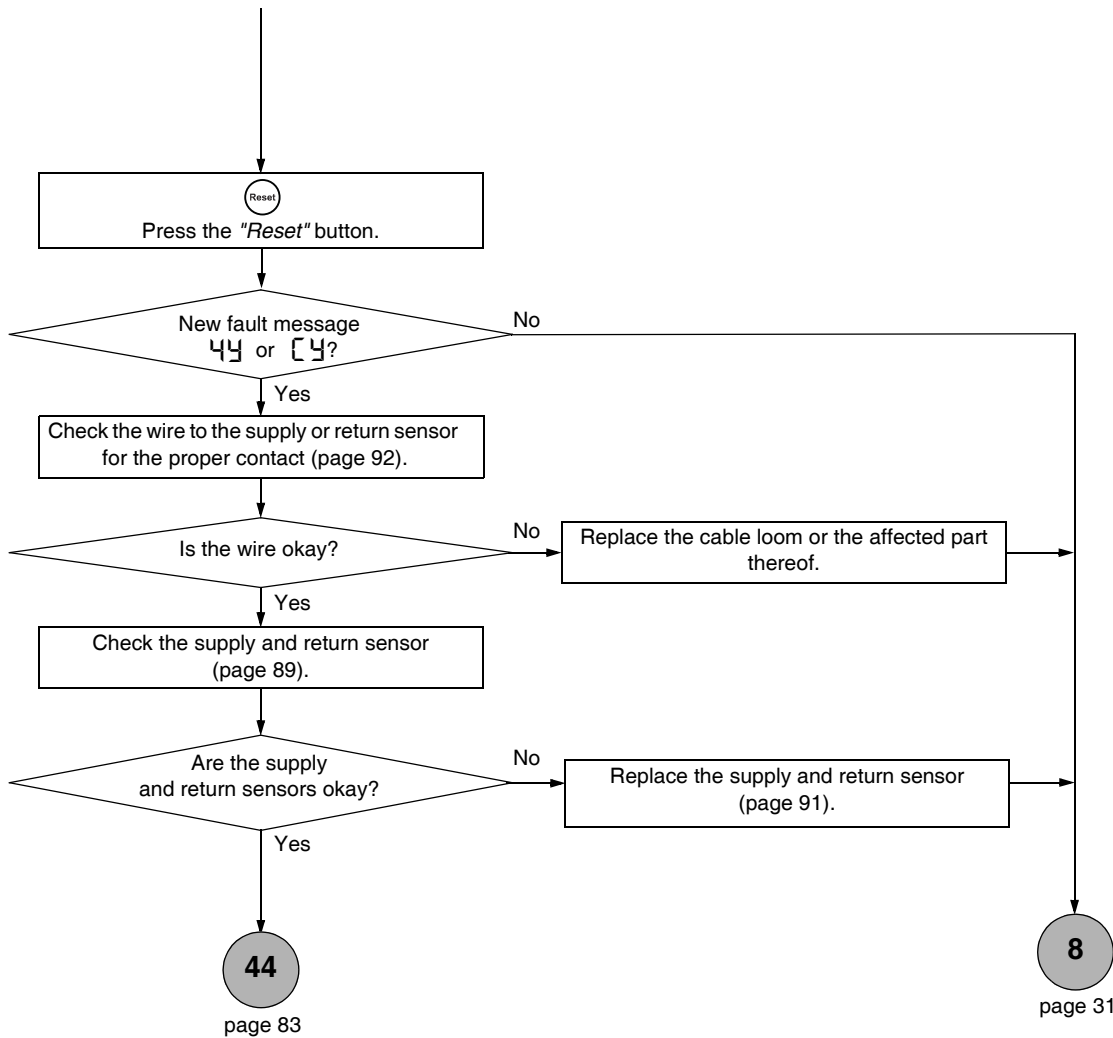 Reset
Press the "Reset" button.
New fault message
4Y or CY?
No
Yes
Check the wire to the supply or return sensor
for the proper contact (page 92).
Is the wire okay?
No
Replace the cable loom or the affected part
thereof.
Yes
Check the supply and return sensor
(page 89).
Are the supply
and return sensors okay?
No
Replace the supply and return sensor
(page 91).
Yes
44
page 83
8
page 31